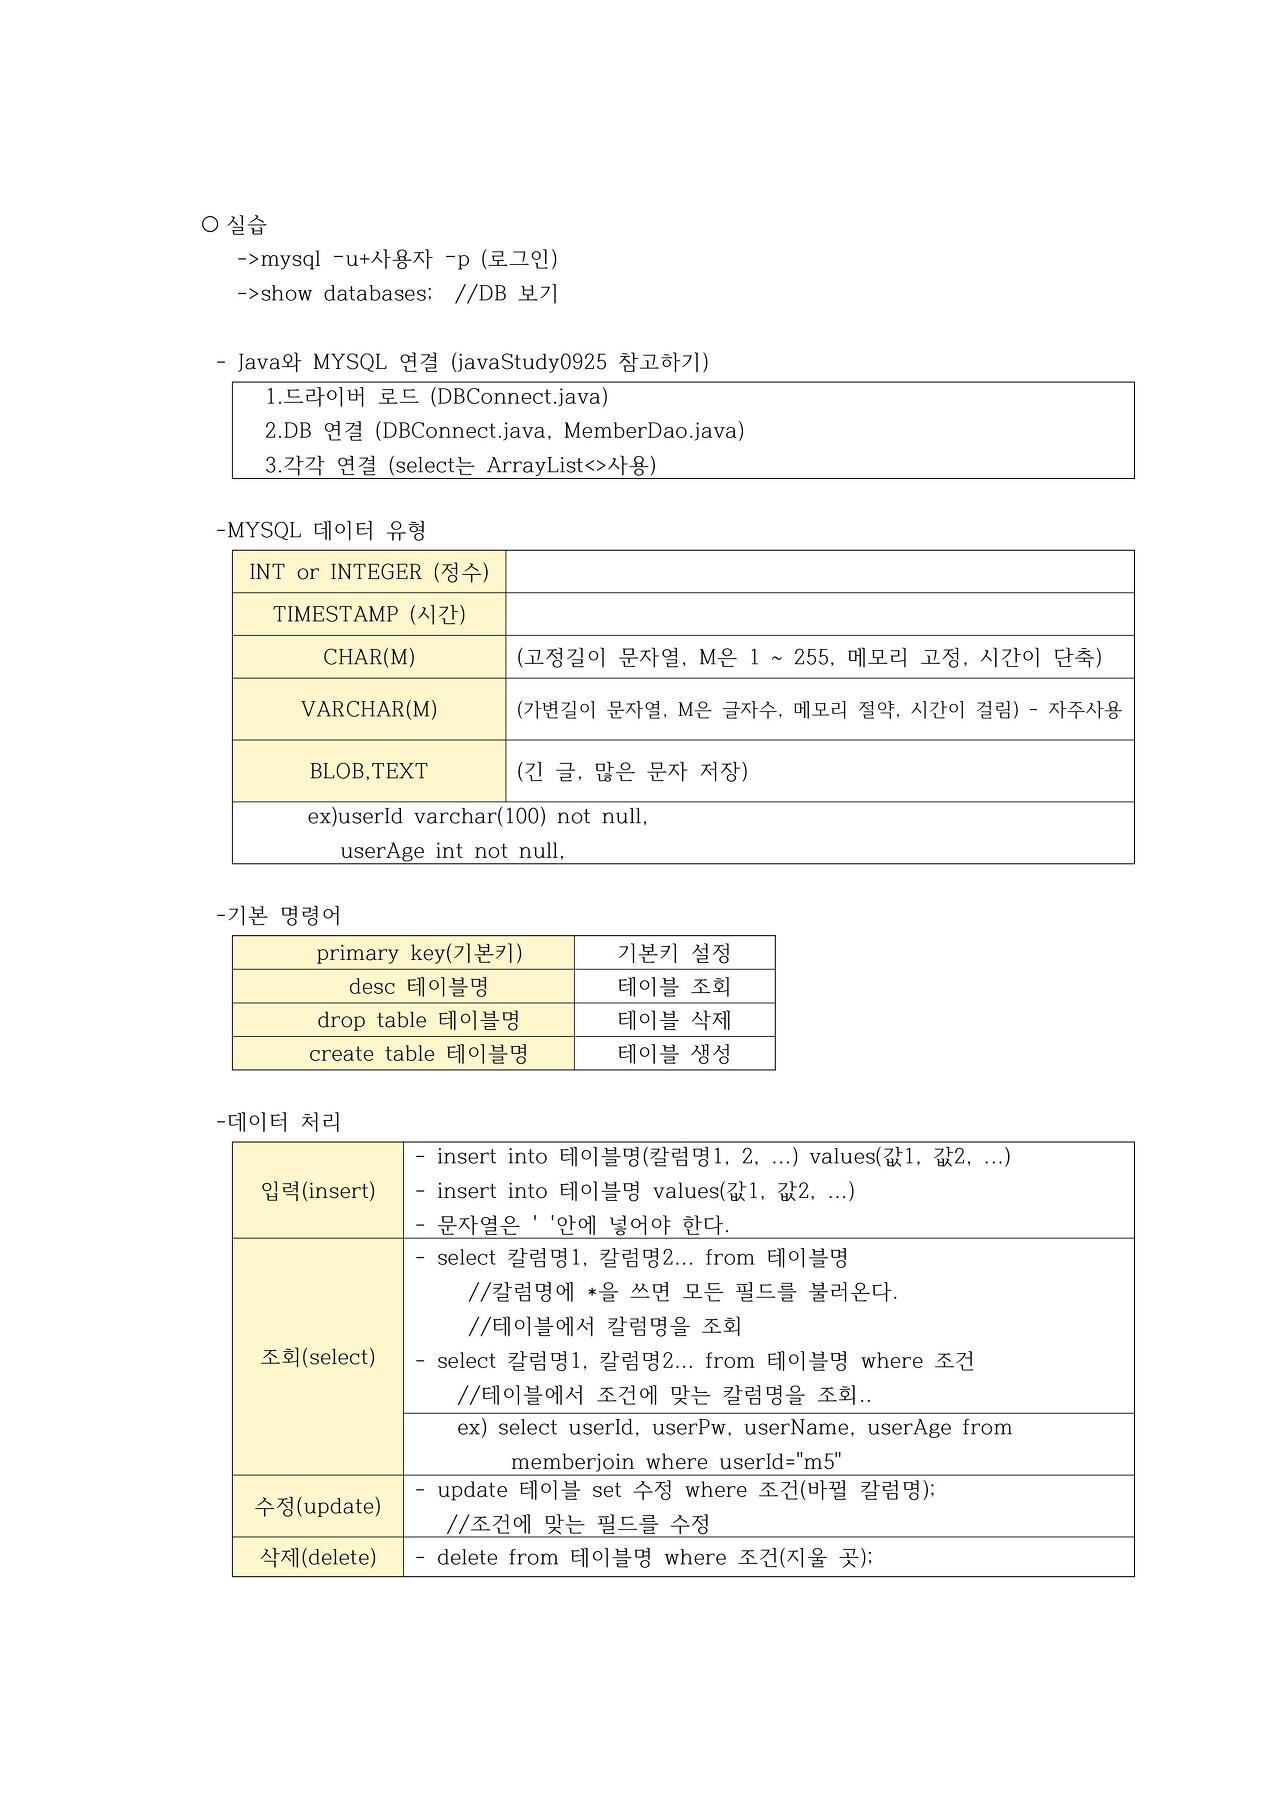 ○ 실습
->mysql -u+사용자 -p (로그인)
->show databases;  //DB 보기
- Java와 MYSQL 연결 (javaStudy0925 참고하기)
1.드라이버 로드 (DBConnect.java)
2.DB 연결 (DBConnect.java, MemberDao.java)
3.각각 연결 (select는 ArrayList<>사용)
-MYSQL 데이터 유형
INT or INTEGER (정수)
TIMESTAMP (시간)
CHAR(M) (고정길이 문자열, M은 1 ~ 255, 메모리 고정, 시간이 단축)
VARCHAR(M) (가변길이 문자열, M은 글자수, 메모리 절약, 시간이 걸림) - 자주사용
BLOB,TEXT (긴 글, 많은 문자 저장)
ex)userId varchar(100) not null,
userAge int not null,
-기본 명령어
primary key(기본키) 기본키 설정
desc 테이블명 테이블 조회
drop table 테이블명 테이블 삭제
create table 테이블명 테이블 생성
-데이터 처리
입력(insert)
- insert into 테이블명(칼럼명1, 2, ...) values(값1, 값2, ...)
- insert into 테이블명 values(값1, 값2, ...)
- 문자열은 ' '안에 넣어야 한다.
조회(select)
- select 칼럼명1, 칼럼명2... from 테이블명
//칼럼명에 *을 쓰면 모든 필드를 불러온다.
//테이블에서 칼럼명을 조회
- select 칼럼명1, 칼럼명2... from 테이블명 where 조건
//테이블에서 조건에 맞는 칼럼명을 조회..
ex) select userId, userPw, userName, userAge from
memberjoin where userId="m5"
수정(update)
- update 테이블 set 수정 where 조건(바뀔 칼럼명);
//조건에 맞는 필드를 수정
삭제(delete) - delete from 테이블명 where 조건(지울 곳);